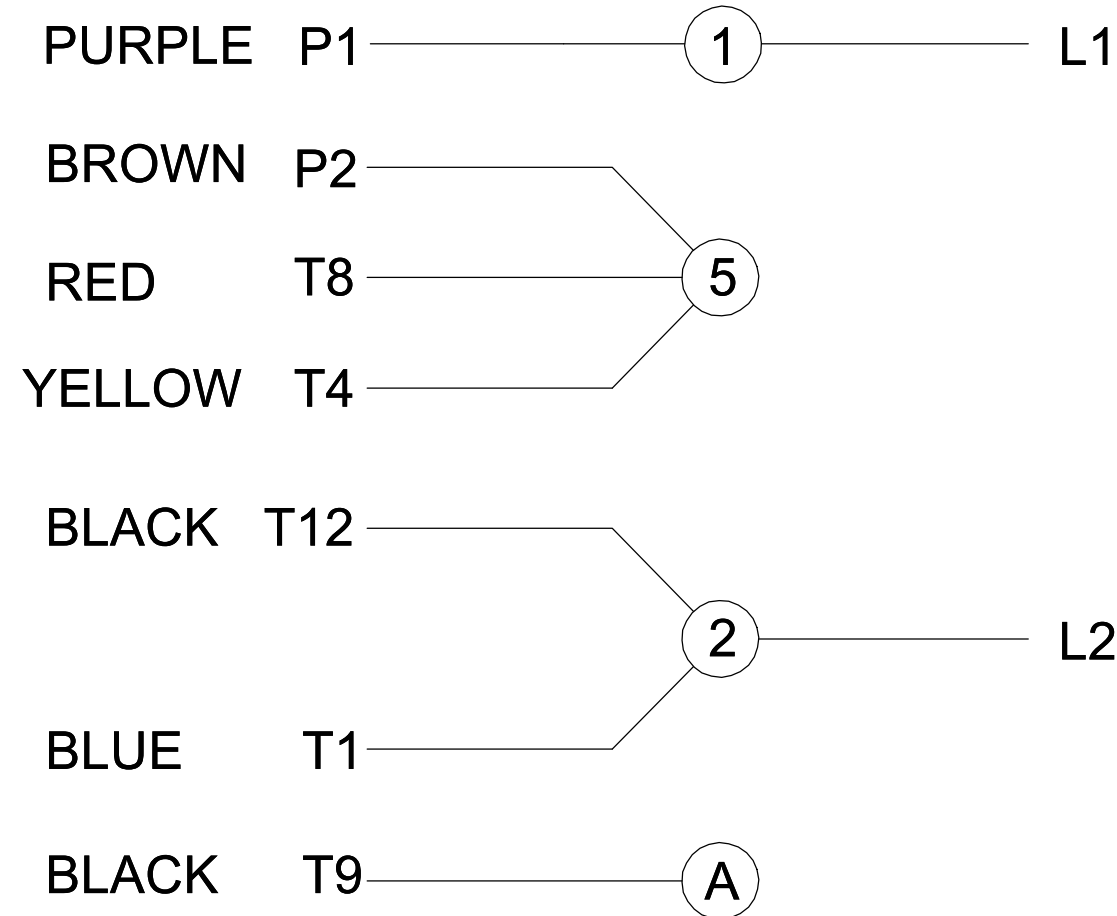 PURPLE P1 1 L1
BROWN P2
RED T8 5
YELLOW T4
BLACK T12
2 L2
BLUE T1
BLACK T9 A